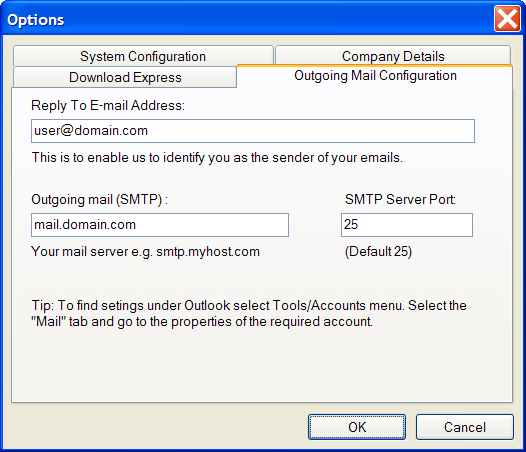 Options
System Configuration
Company Details
Download Express
Outgoing Mail Configuration
Reply To E-mail Address:
user@domain.com
This is to enable us to identify you as the sender of your emails.
Outgoing mail (SMTP) :
SMTP Server Port:
mail.domain.com
25
Your mail server e.g. smtp.myhost.com
(Default 25)
Tip: To find setings under Outlook select Tools/Accounts menu. Select the
"Mail" tab and go to the properties of the required account.
OK
Cancel